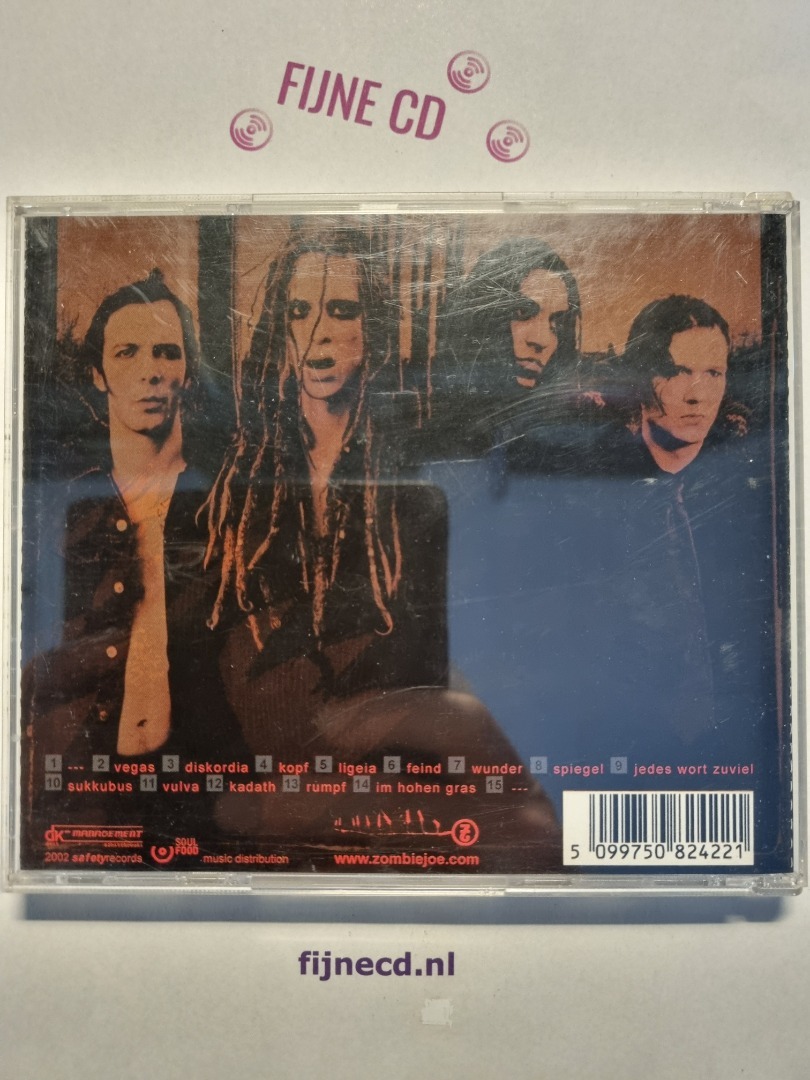 FIJNE CD
1 --- 2 vegas 3 diskordia 4 kopf 5 ligeia 6 feind 7 wunder 8 spiegel 9 jedes wort zuviel
10 sukkubus 11 vulva 12 kadath 13 rumpf 14 im hohen gras 15 ---
MANAGEMENT
SOUL FOOD
2002 safetyrecords music distribution www.zombiejoe.com
5 099750 824221
fijnecd.nl